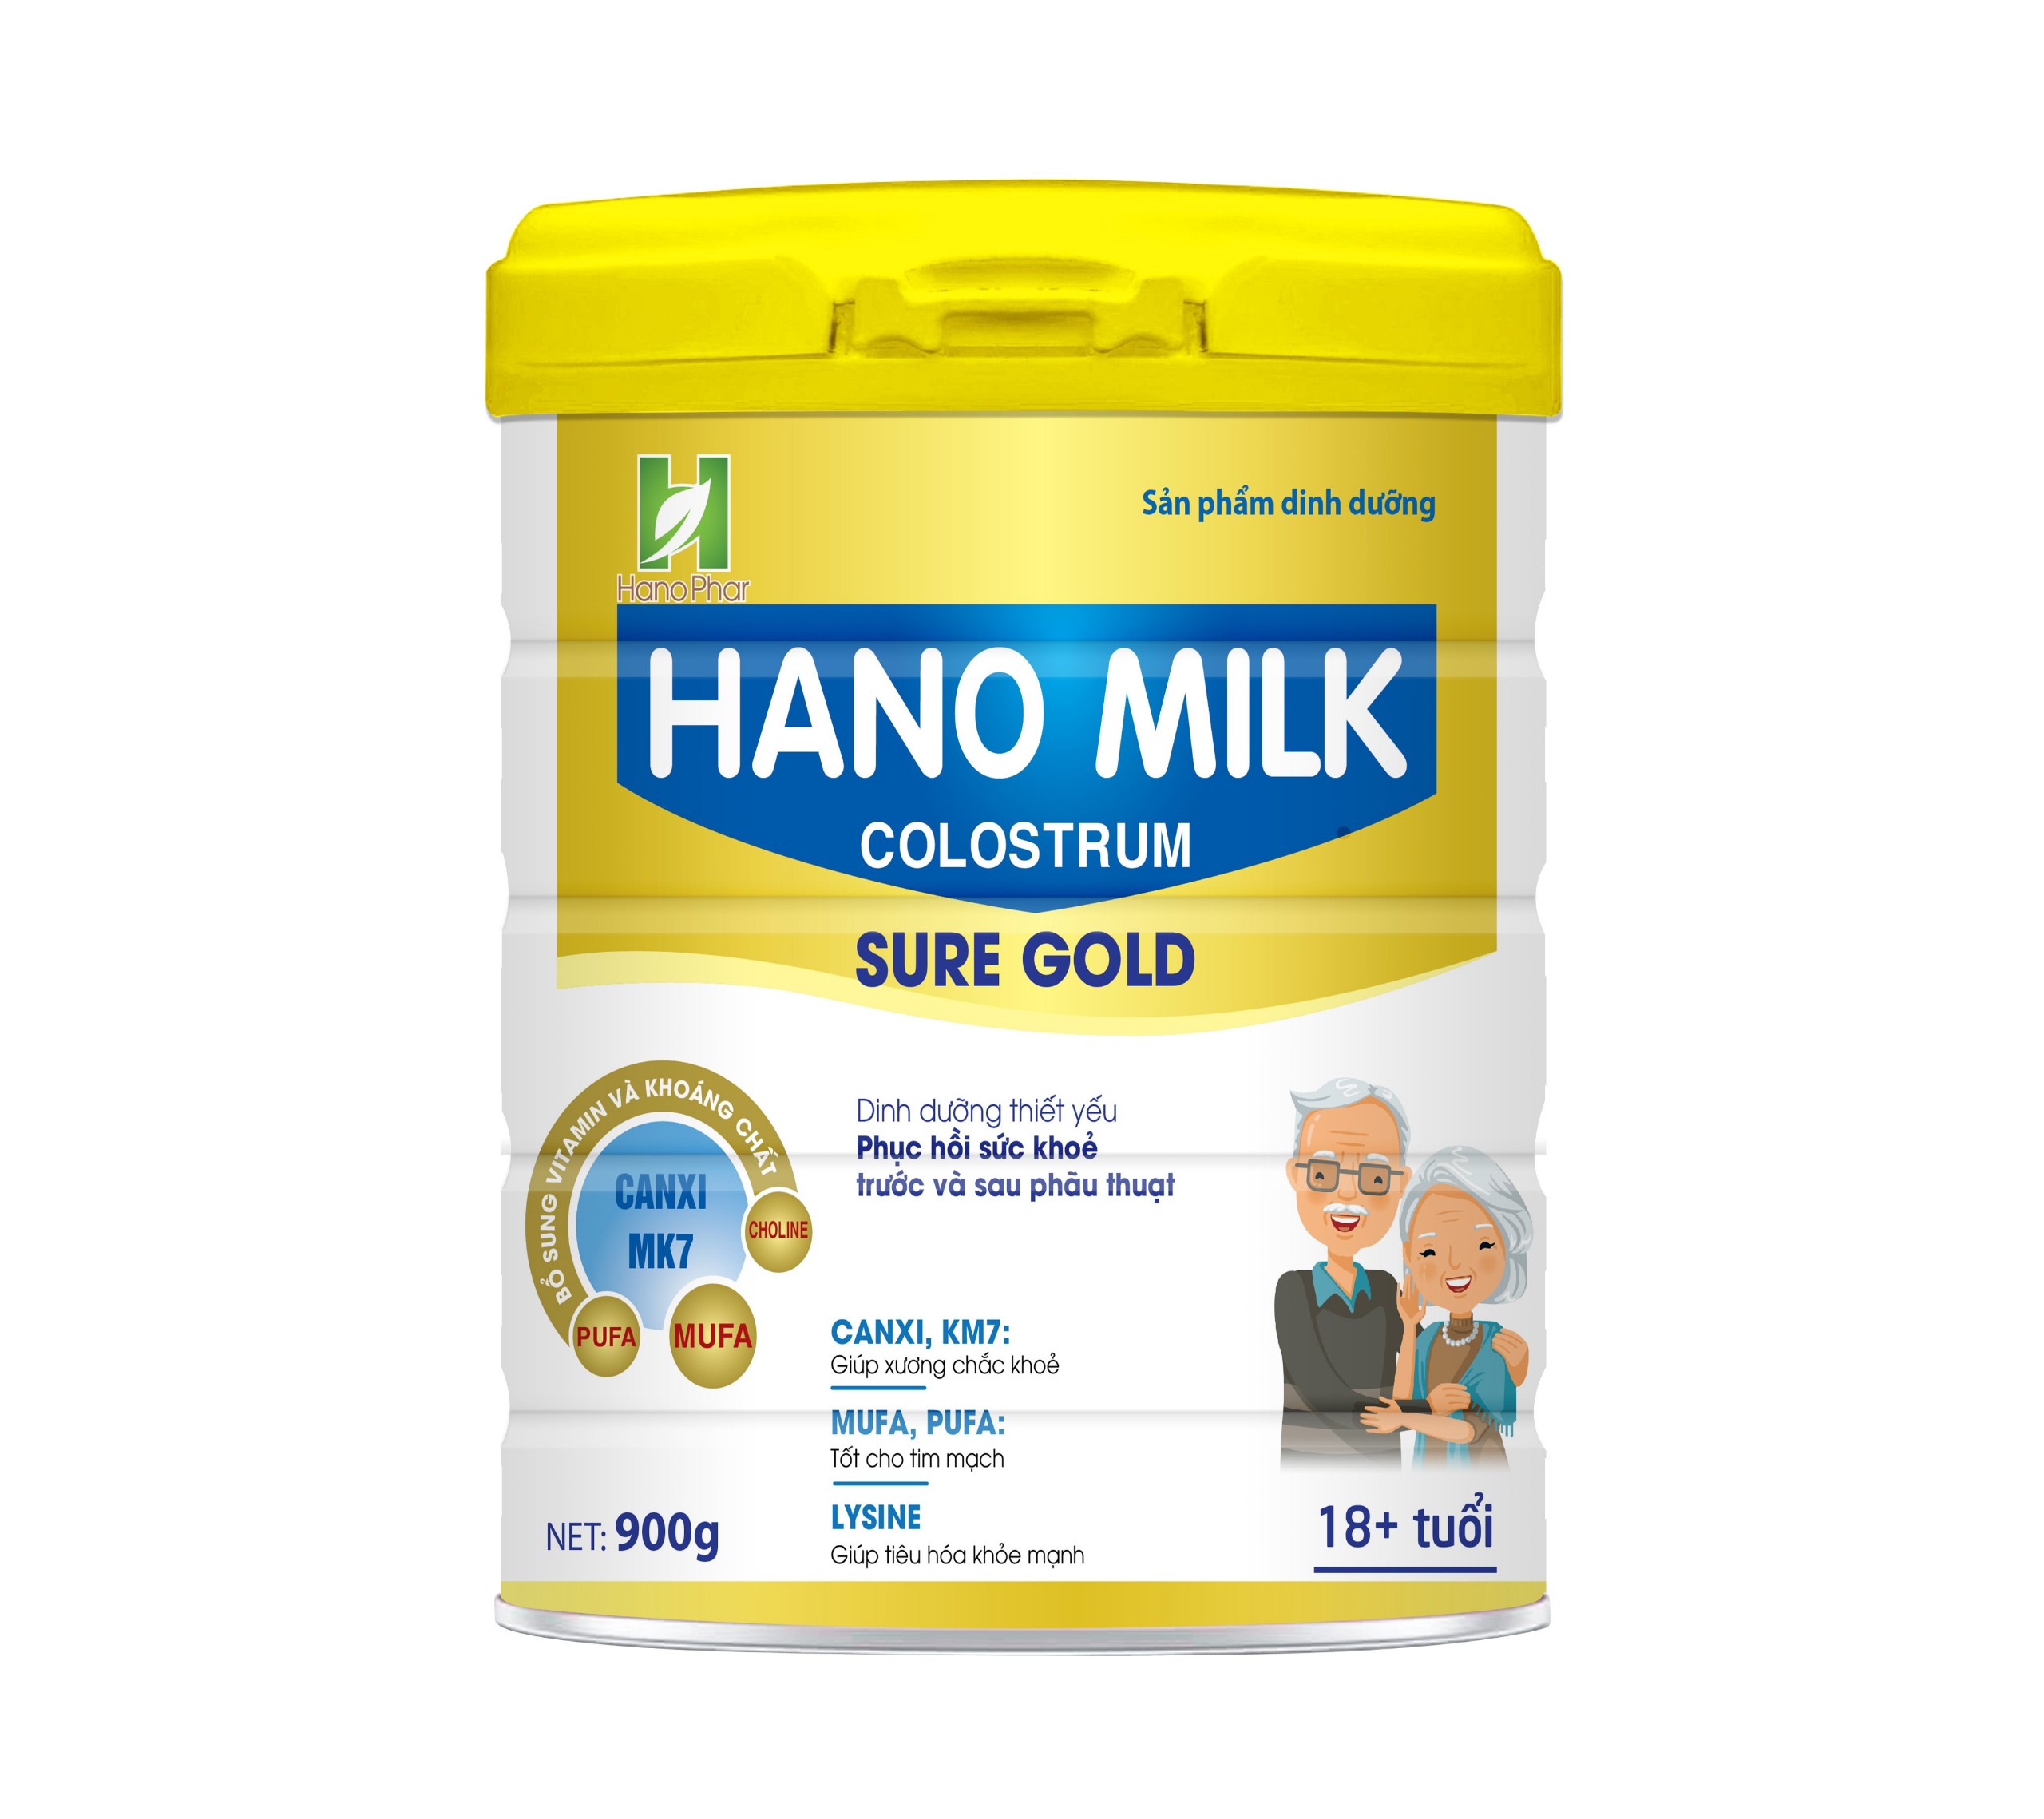 HanoPhar
Sản phẩm dinh dưỡng
HANO MILK
COLOSTRUM
SURE GOLD
BỔ SUNG VITAMIN VÀ KHOÁNG CHẤT
CANXI
MK7
CHOLINE
PUFA
MUFA
Dinh dưỡng thiết yếu
Phục hồi sức khoẻ
trước và sau phẫu thuật
CANXI, KM7:
Giúp xương chắc khoẻ
MUFA, PUFA:
Tốt cho tim mạch
LYSINE
Giúp tiêu hóa khỏe mạnh
NET: 900g
18+ tuổi